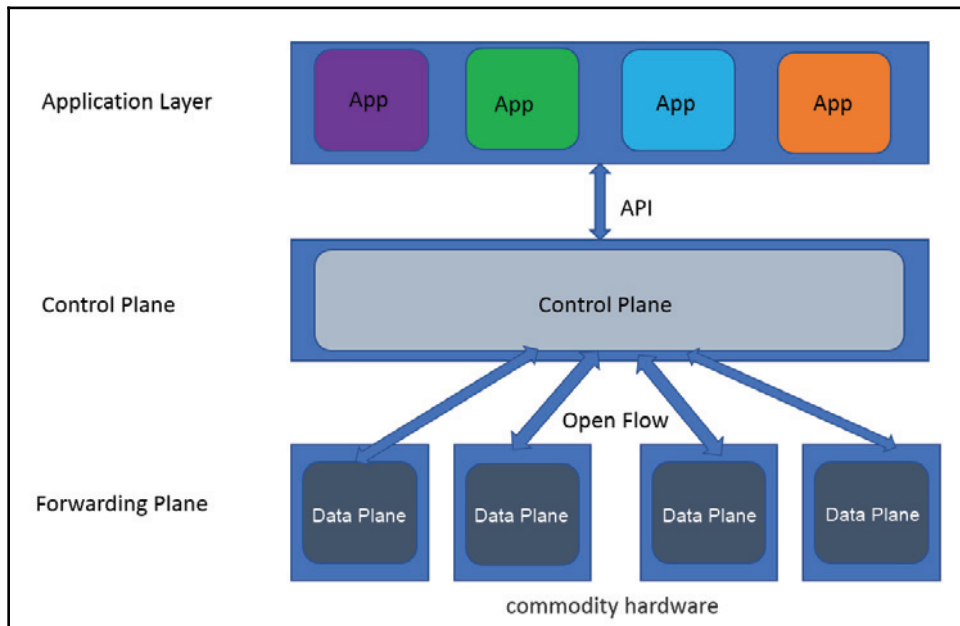 Application Layer
App
App
App
App
API
Control Plane
Control Plane
Open Flow
Forwarding Plane
Data Plane
Data Plane
Data Plane
Data Plane
commodity hardware